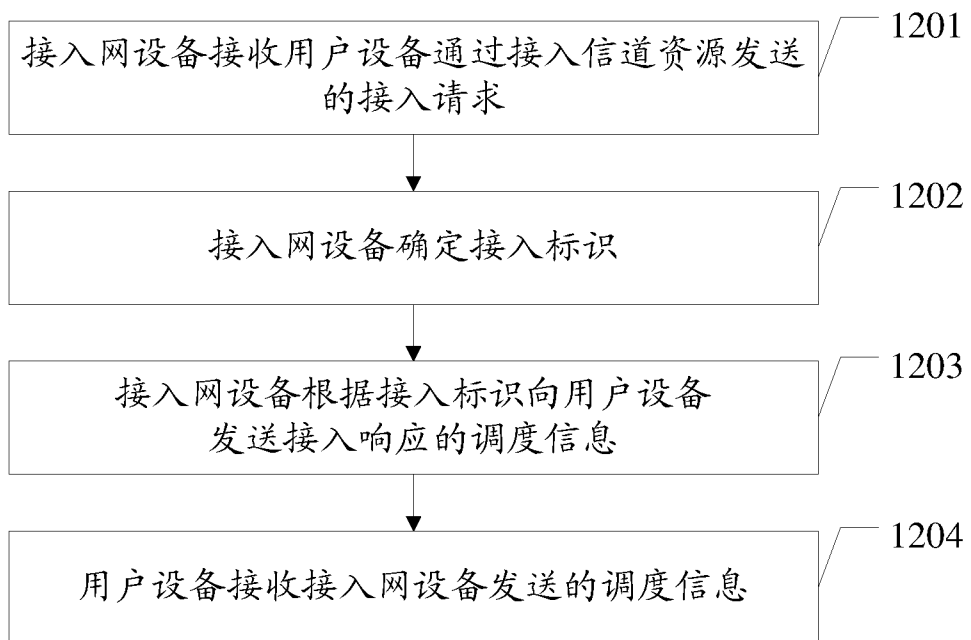 接入网设备接收用户设备通过接入信道资源发送
的接入请求
1201
接入网设备确定接入标识
1202
接入网设备根据接入标识向用户设备
发送接入响应的调度信息
1203
用户设备接收接入网设备发送的调度信息
1204